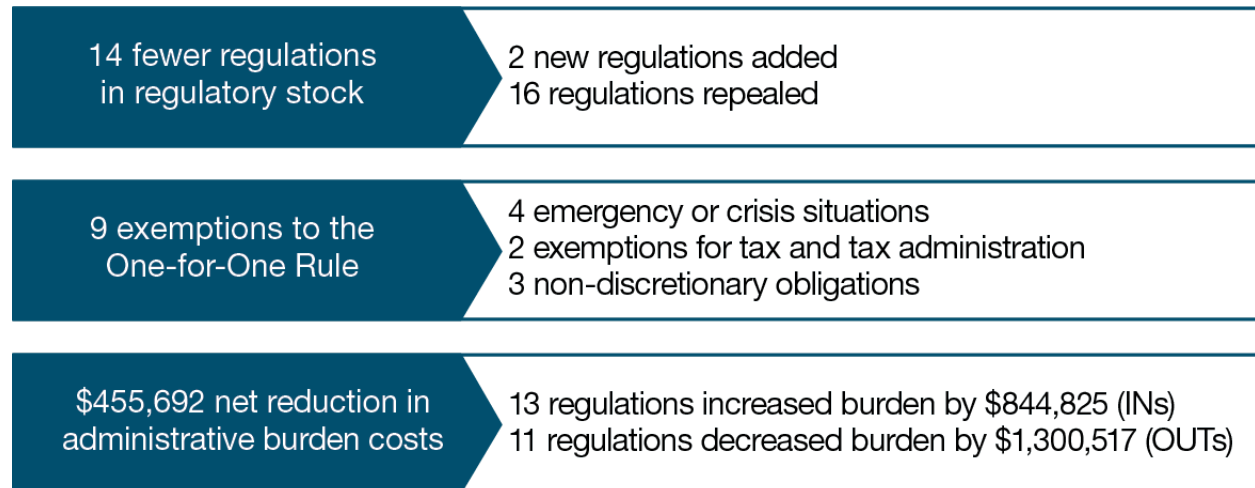 14 fewer regulations
in regulatory stock
2 new regulations added
16 regulations repealed
9 exemptions to the
One-for-One Rule
4 emergency or crisis situations
2 exemptions for tax and tax administration
3 non-discretionary obligations
$455,692 net reduction in
administrative burden costs
13 regulations increased burden by $844,825 (INs)
11 regulations decreased burden by $1,300,517 (OUTs)